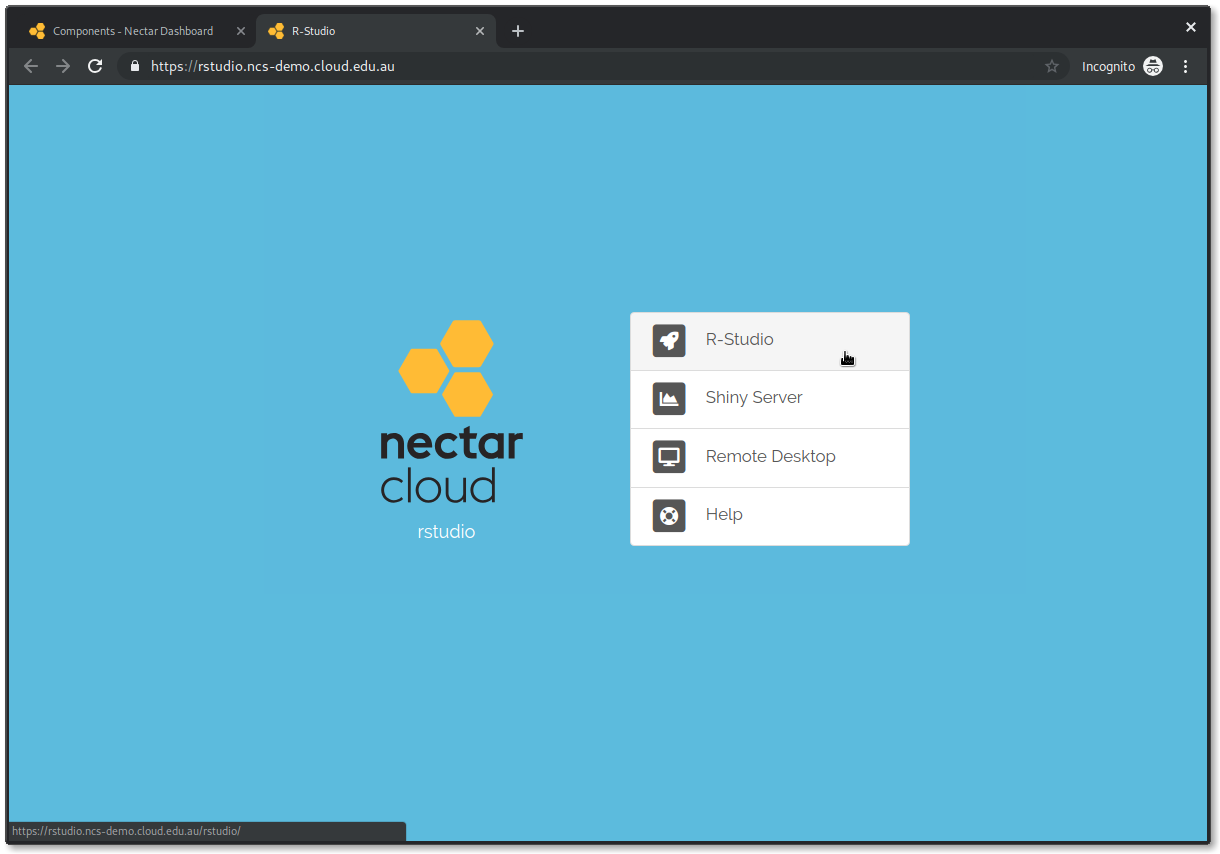 Components - Nectar Dashboard
R-Studio
https://rstudio.ncs-demo.cloud.edu.au
Incognito
nectar
cloud
rstudio
R-Studio
Shiny Server
Remote Desktop
Help
https://rstudio.ncs-demo.cloud.edu.au/rstudio/